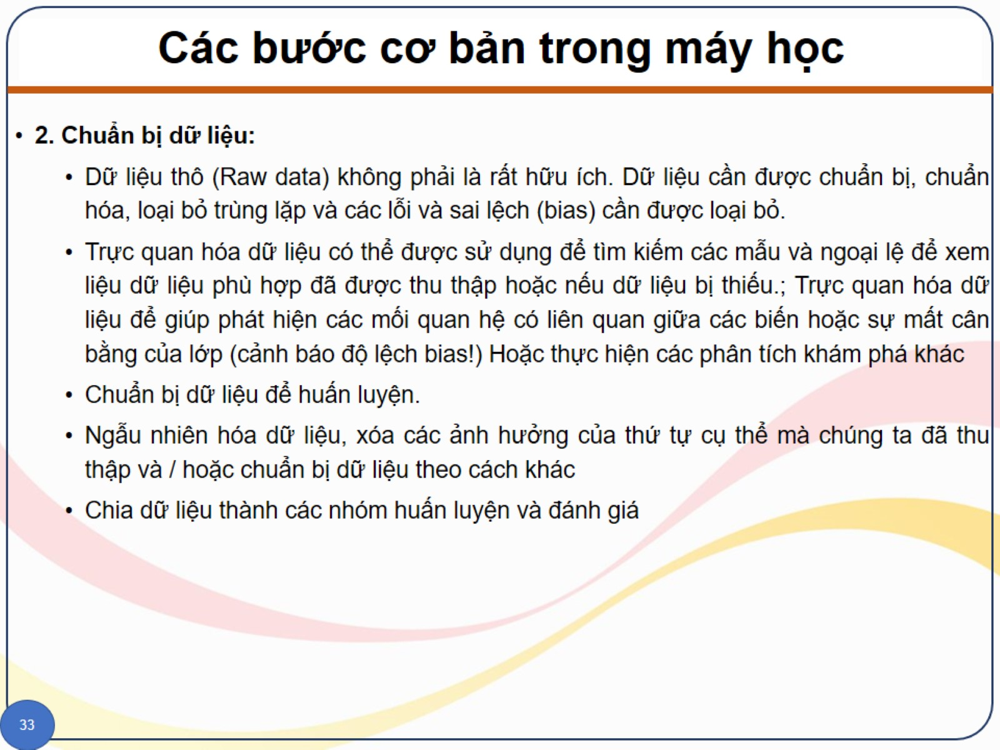 Các bước cơ bản trong máy học
• 2. Chuẩn bị dữ liệu:
• Dữ liệu thô (Raw data) không phải là rất hữu ích. Dữ liệu cần được chuẩn bị, chuẩn
hóa, loại bỏ trùng lặp và các lỗi và sai lệch (bias) cần được loại bỏ.
• Trực quan hóa dữ liệu có thể được sử dụng để tìm kiếm các mẫu và ngoại lệ để xem
liệu dữ liệu phù hợp đã được thu thập hoặc nếu dữ liệu bị thiếu.; Trực quan hóa dữ
liệu để giúp phát hiện các mối quan hệ có liên quan giữa các biến hoặc sự mất cân
bằng của lớp (cảnh báo độ lệch bias!) Hoặc thực hiện các phân tích khám phá khác
• Chuẩn bị dữ liệu để huấn luyện.
• Ngẫu nhiên hóa dữ liệu, xóa các ảnh hưởng của thứ tự cụ thể mà chúng ta đã thu
thập và / hoặc chuẩn bị dữ liệu theo cách khác
• Chia dữ liệu thành các nhóm huấn luyện và đánh giá
33